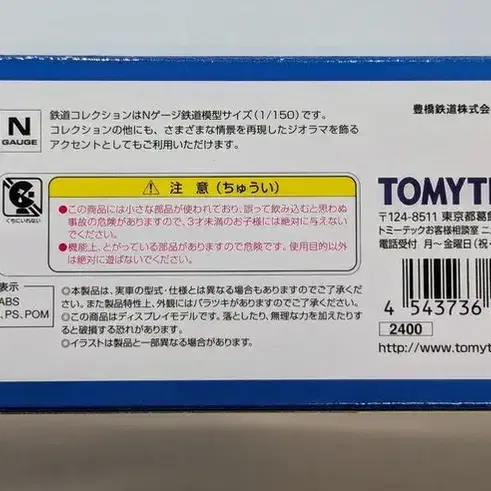 N
GAUGE
鉄道コレクションはNゲージ鉄道模型サイズ(1/150)です。
コレクションの他にも、さまざまな情景を再現したジオラマを飾る
アクセントとしてもご利用いただけます。
くちにいれない
注 意(ちゅうい)
●この商品には小さな部品が使われており、誤って飲み込むと思わぬ
事故の危険がありますので、3才未満のお子様には絶対に与えない
でください。
●機能上、とがっている部品がありますので危険です。使用目的以外
は絶対に遊ばないでください。
表示
ABS
,PS,POM
◎本製品は、実車の型式・仕様とは異なる場合もありますのでご了承くださ
い。また製品特性上、外観にはバラツキがありますのでご了承ください。
◎この商品はディスプレイモデルです。落としたり、無理な力を加えたりす
ると破損する恐れがあります。
◎イラストは製品と一部異なる場合があります。
豊橋鉄道株式会
TOMYTE
〒124-8511 東京都葛飾
トミーテックお客様相談室 ニ
電話受付 月〜金曜日(祝・
4 543736
2400
http://www.tomyt